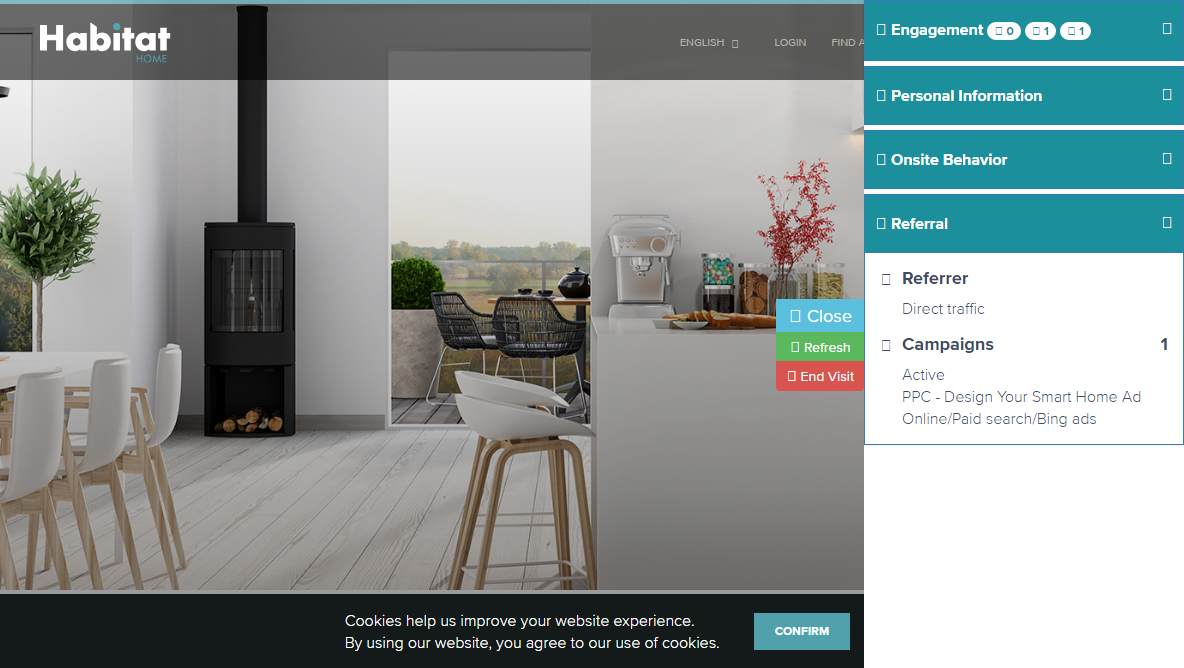 Habitat
HOME
ENGLISH
LOGIN
FIND A
Close
Refresh
End Visit
Cookies help us improve your website experience.
By using our website, you agree to our use of cookies.
CONFIRM
Engagement 0 1 1
Personal Information
Onsite Behavior
Referral
Referrer
Direct traffic
Campaigns 1
Active
PPC - Design Your Smart Home Ad
Online/Paid search/Bing ads